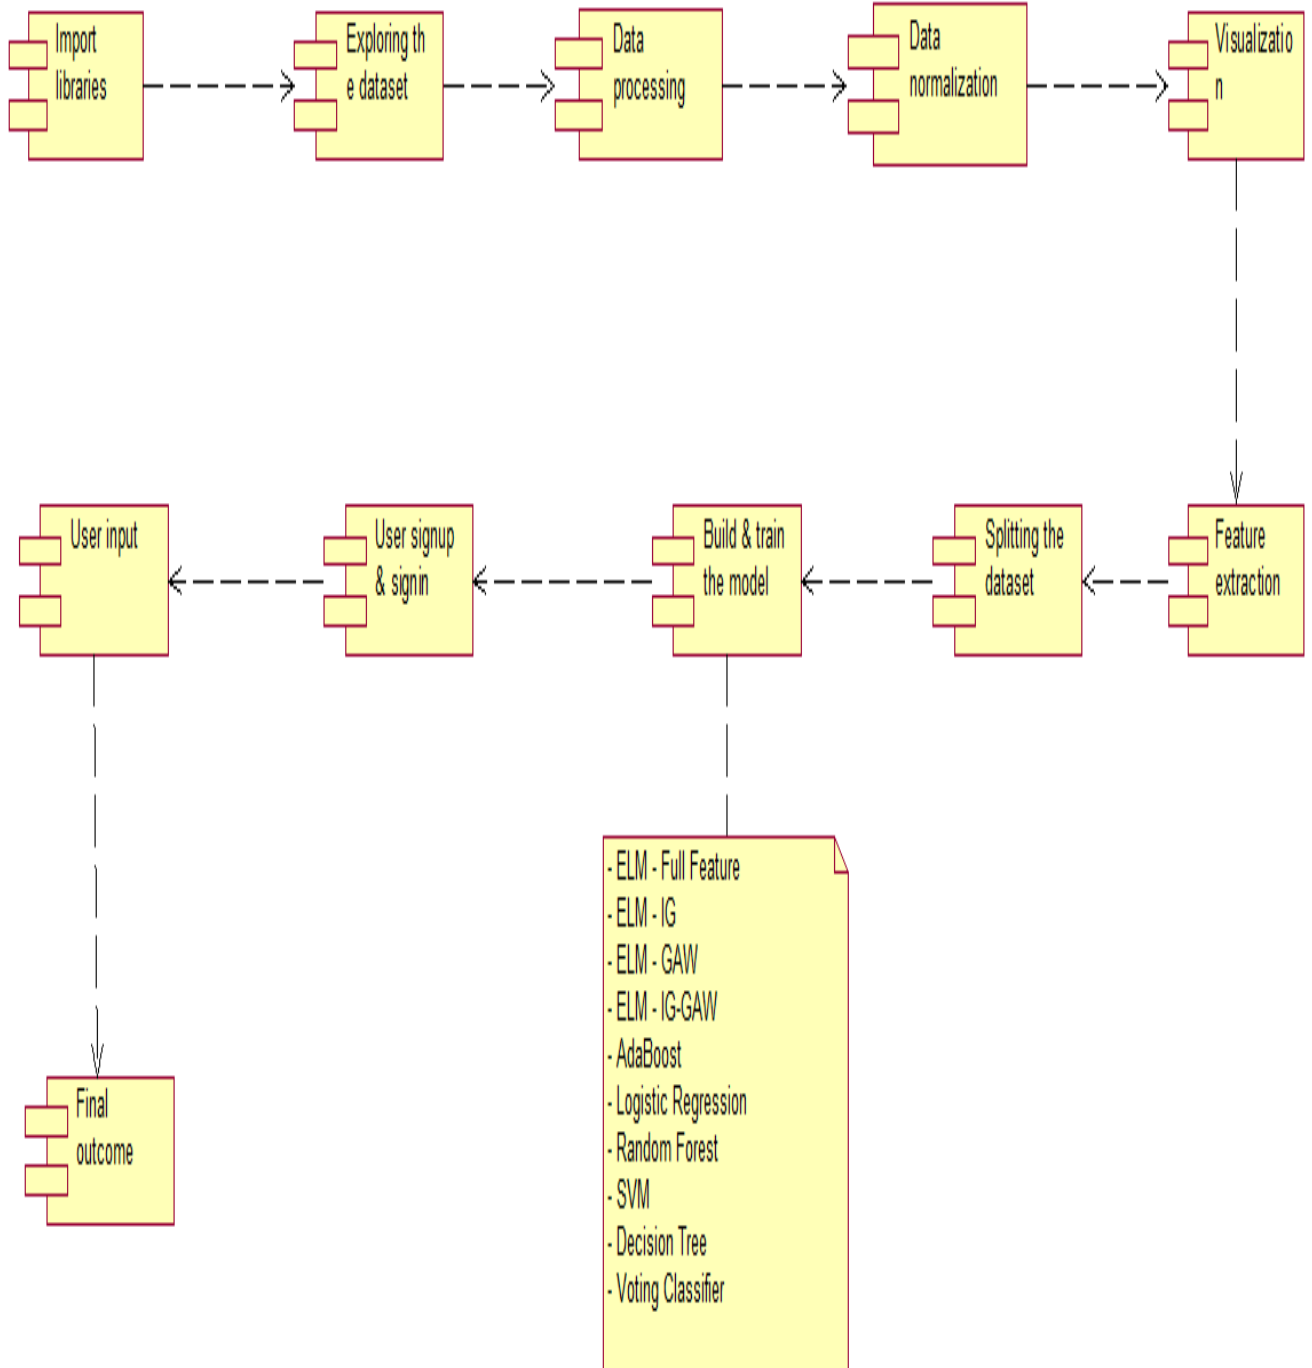 Import
libraries
Exploring th
e dataset
Data
processing
Data
normalization
Visualizatio
n
User input
User signup
& signin
Build & train
the model
Splitting the
dataset
Feature
extraction
- ELM - Full Feature
- ELM - IG
- ELM - GAW
- ELM - IG-GAW
- AdaBoost
- Logistic Regression
- Random Forest
- SVM
- Decision Tree
- Voting Classifier
Final
outcome